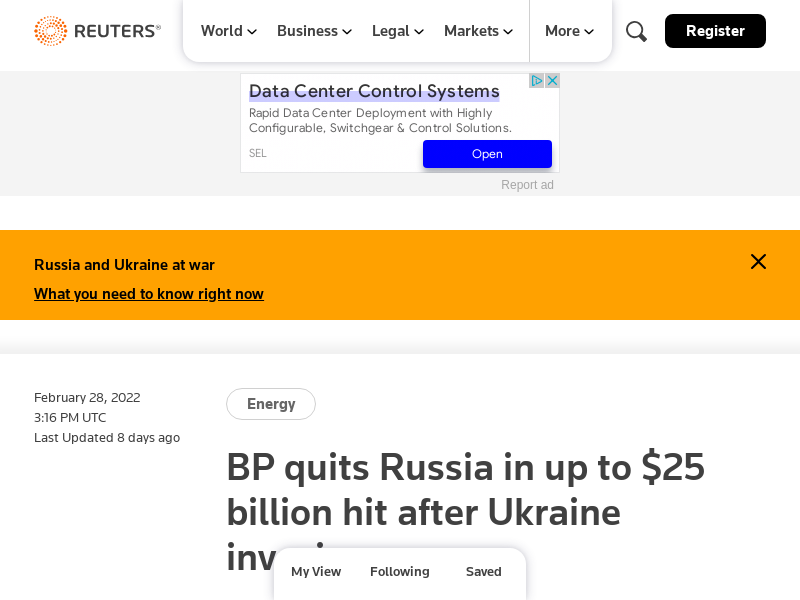 REUTERS®
World
Business
Legal
Markets
More
Register
Data Center Control Systems
Rapid Data Center Deployment with Highly
Configurable, Switchgear & Control Solutions.
SEL
Open
Report ad
Russia and Ukraine at war
What you need to know right now
February 28, 2022
3:16 PM UTC
Last Updated 8 days ago
Energy
BP quits Russia in up to $25
billion hit after Ukraine
My View
Following
Saved